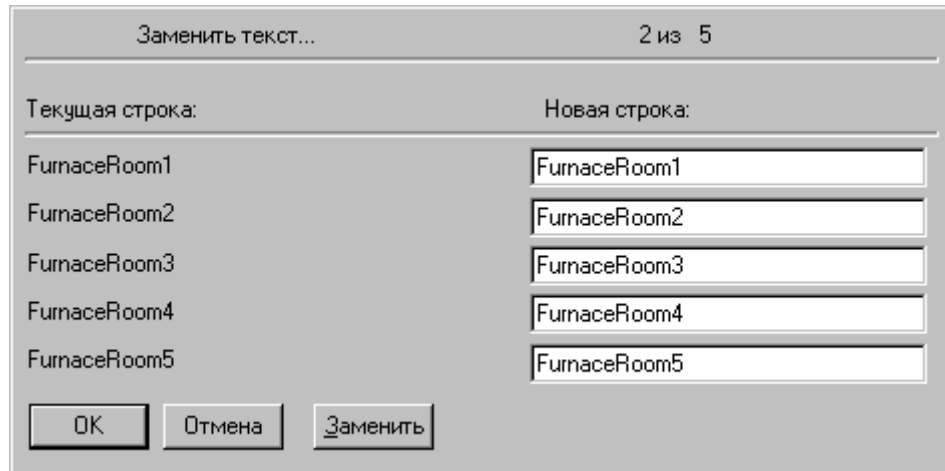 Заменить текст... 2 из 5
Текущая строка: Новая строка:
FurnaceRoom1 FurnaceRoom1
FurnaceRoom2 FurnaceRoom2
FurnaceRoom3 FurnaceRoom3
FurnaceRoom4 FurnaceRoom4
FurnaceRoom5 FurnaceRoom5
OK Отмена Заменить